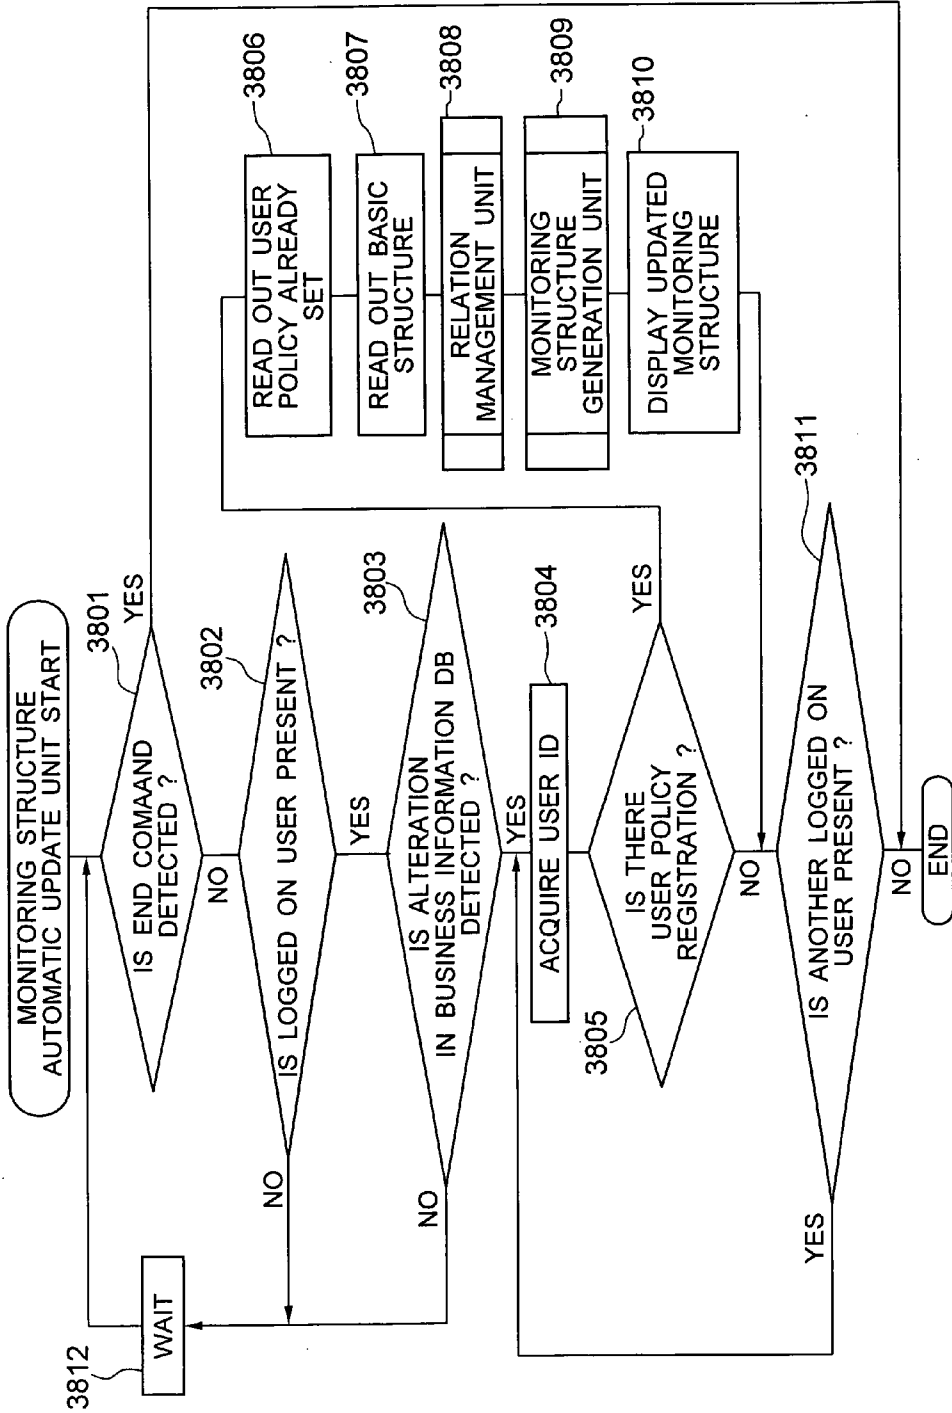 MONITORING STRUCTURE
AUTOMATIC UPDATE UNIT START
3801
IS END COMAAND
DETECTED ?
YES
NO
3812
WAIT
3802
IS LOGGED ON USER PRESENT ?
NO
YES
3803
IS ALTERATION
IN BUSINESS INFORMATION DB
DETECTED ?
NO
YES
3804
ACQUIRE USER ID
3805
IS THERE
USER POLICY
REGISTRATION ?
YES
NO
3806
READ OUT USER
POLICY ALREADY
SET
3807
READ OUT BASIC
STRUCTURE
3808
RELATION
MANAGEMENT UNIT
3809
MONITORING
STRUCTURE
GENERATION UNIT
3810
DISPLAY UPDATED
MONITORING
STRUCTURE
3811
IS ANOTHER LOGGED ON
USER PRESENT ?
YES
NO
END